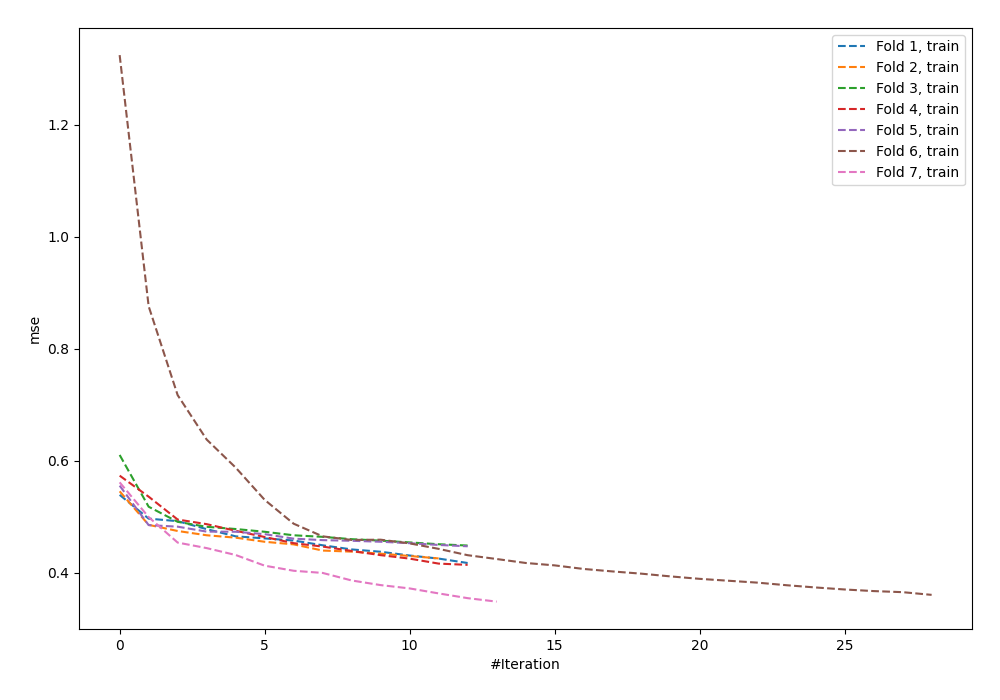 Fold 1, train
Fold 2, train
Fold 3, train
Fold 4, train
Fold 5, train
Fold 6, train
Fold 7, train
1.2
1.0
0.8
0.6
0.4
mse
0 5 10 15 20 25
#Iteration